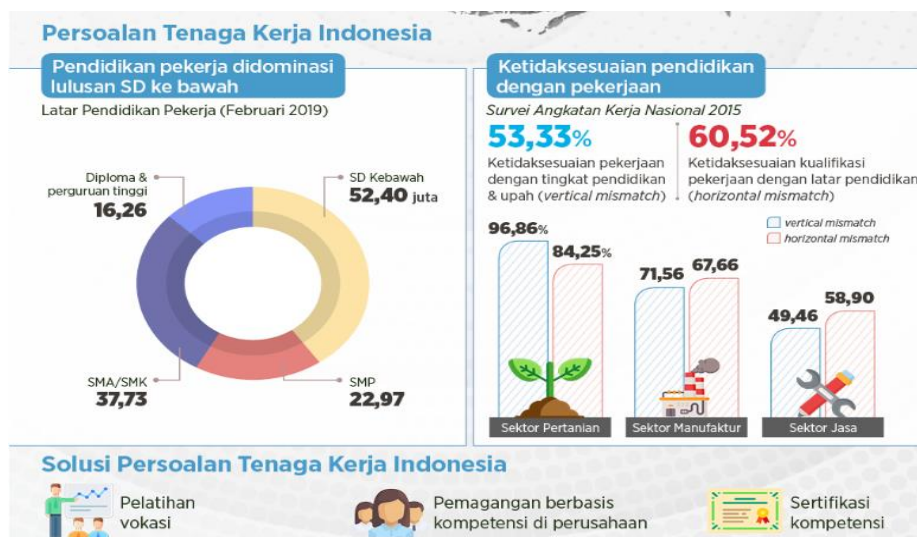 Persoalan Tenaga Kerja Indonesia
Pendidikan pekerja didominasi
lulusan SD ke bawah
Latar Pendidikan Pekerja (Februari 2019)
Diploma &
perguruan tinggi
16,26
SD Kebawah
52,40 juta
SMA/SMK
37,73
SMP
22,97
Ketidaksesuaian pendidikan
dengan pekerjaan
Survei Angkatan Kerja Nasional 2015
53,33%
Ketidaksesuaian pekerjaan
dengan tingkat pendidikan
& upah (vertical mismatch)
60,52%
Ketidaksesuaian kualifikasi
pekerjaan dengan latar pendidikan
(horizontal mismatch)
vertical mismatch
horizontal mismatch
96,86%
84,25%
71,56
67,66
49,46
58,90
Sektor Pertanian
Sektor Manufaktur
Sektor Jasa
Solusi Persoalan Tenaga Kerja Indonesia
Pelatihan
vokasi
Pemagangan berbasis
kompetensi di perusahaan
Sertifikasi
kompetensi